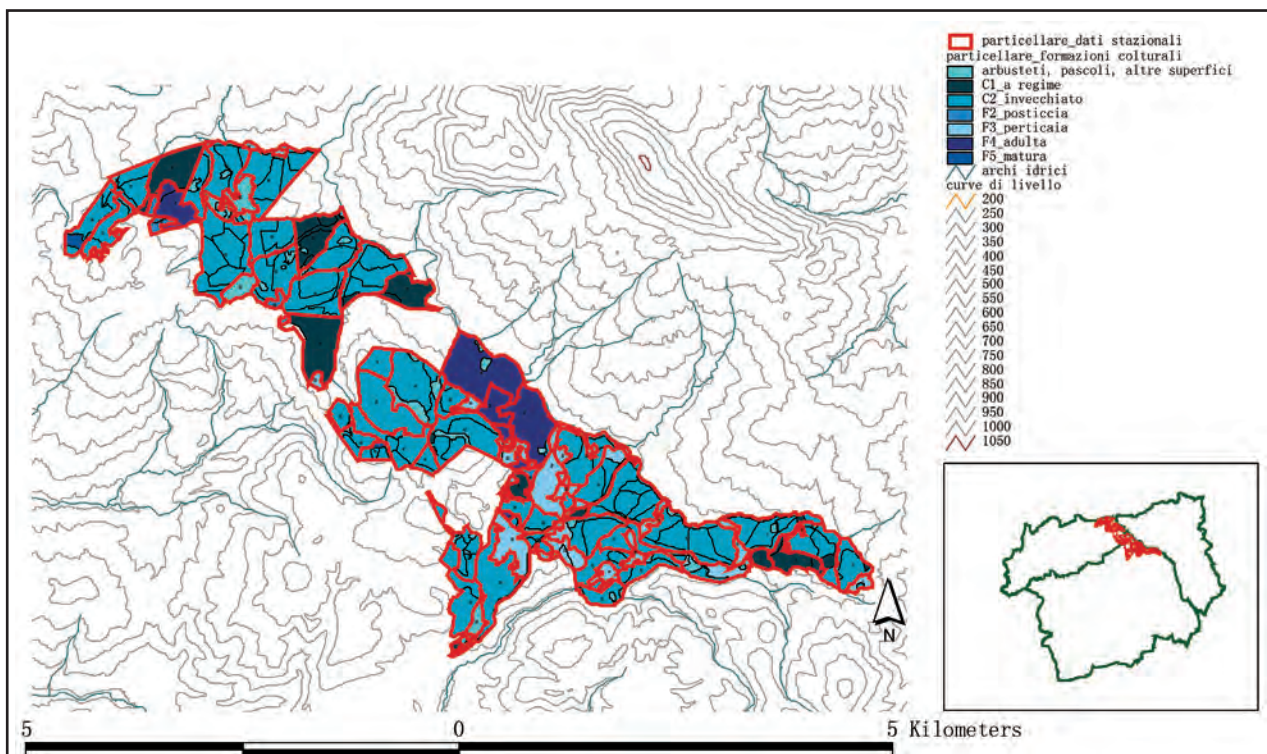 particellare_dati stazionali
particellare_formazioni colturali
arbusteti, pascoli, altre superfici
C1_a regime
C2_invecchiato
F2_posticcia
F3_perticaia
F4_adulta
F5_matura
archi idrici
curve di livello
200
250
300
350
400
450
500
550
600
650
700
750
800
850
900
950
1000
1050
N
5 0 5 Kilometers